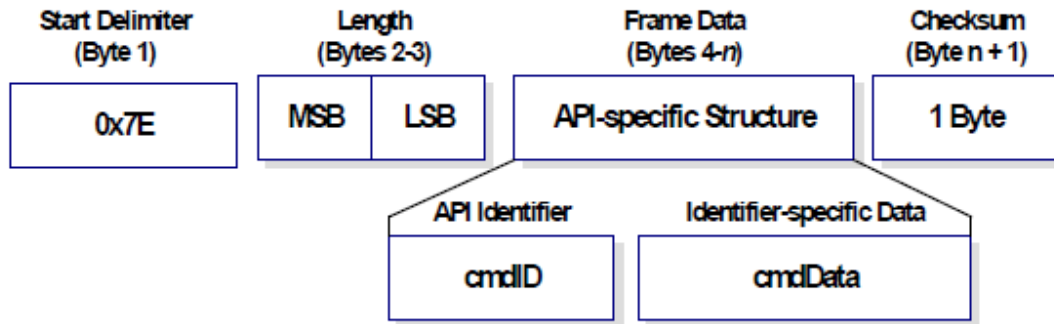 Start Delimiter
(Byte 1)
Length
(Bytes 2-3)
Frame Data
(Bytes 4-n)
Checksum
(Byte n + 1)
0x7E
MSB
LSB
API-specific Structure
1 Byte
API Identifier
Identifier-specific Data
cmdID
cmdData